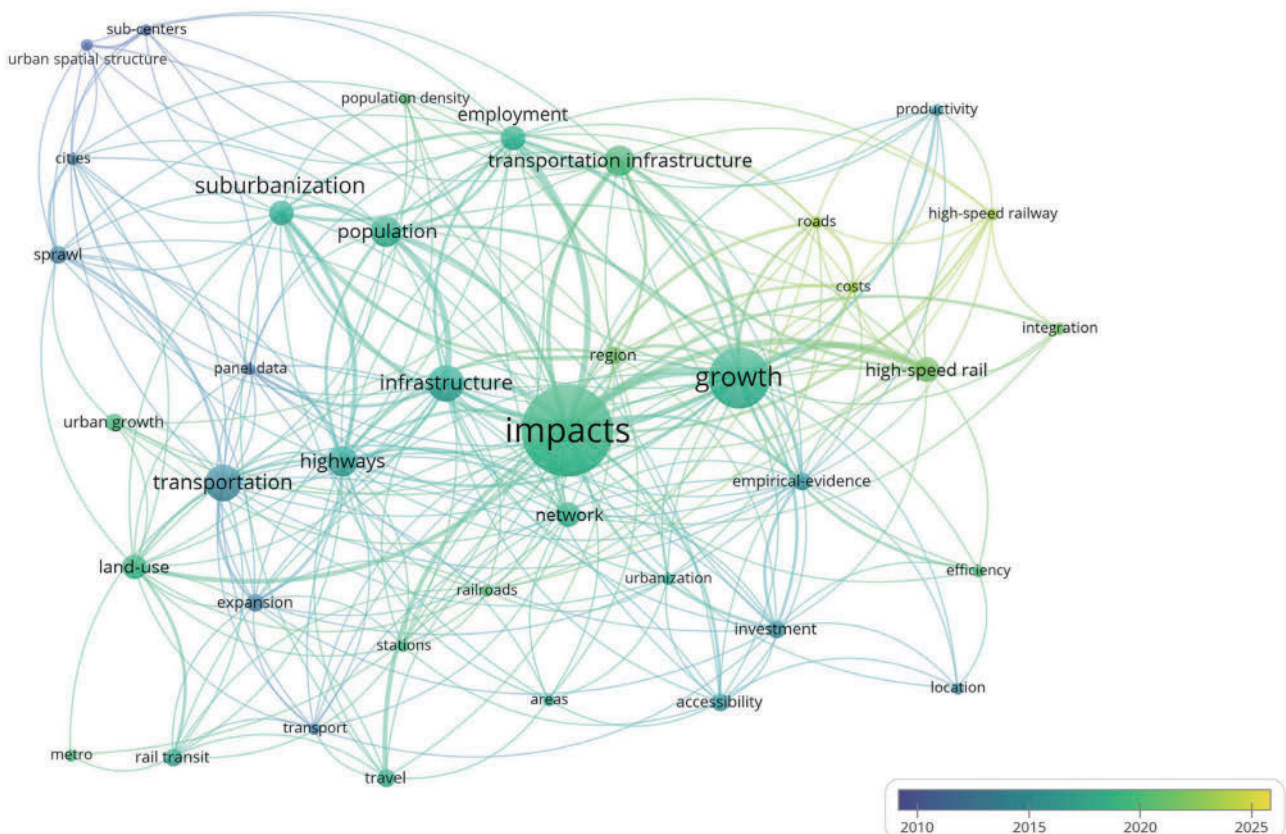 sub-centers
urban spatial structure
population density
employment
productivity
transportation infrastructure
cities
suburbanization
high-speed railway
roads
population
sprawl
costs
integration
region
panel data
high-speed rail
growth
infrastructure
urban growth
impacts
highways
transportation
empirical-evidence
network
land-use
efficiency
urbanization
railroads
expansion
investment
stations
location
areas
accessibility
transport
metro
rail transit
travel
2010
2015
2020
2025